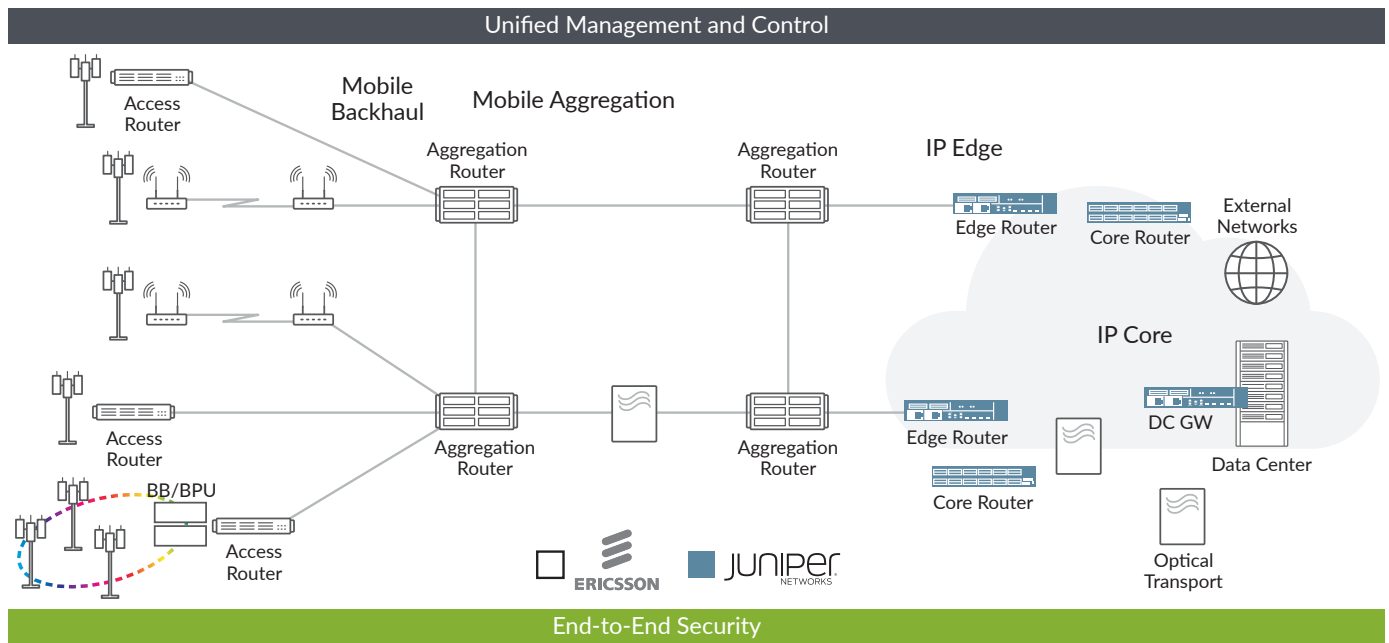 Unified Management and Control
Mobile
Backhaul
Mobile Aggregation
Access
Router
Aggregation
Router
Aggregation
Router
IP Edge
Edge Router
Core Router
External
Networks
IP Core
Access
Router
Aggregation
Router
Aggregation
Router
Edge Router
DC GW
Data Center
Core Router
BB/BPU
Access
Router
ERICSSON
JUNIPER
NETWORKS
Optical
Transport
End-to-End Security